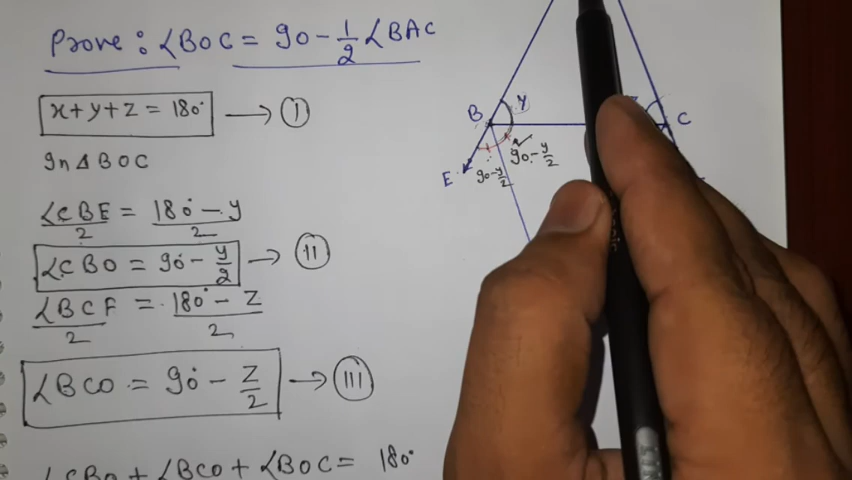 Prove : ∠BOC = 90 - 1/2 ∠BAC
x+y+z = 180° → I
In △ BOC
∠CBE/2 = 180° - y/2
∠CBO = 90° - y/2 → II
∠BCF/2 = 180° - z/2
∠BCO = 90° - z/2 → III
∠CBO + ∠BCO + ∠BOC = 180°
B
y
C
E
90 - y/2
90 - y/2